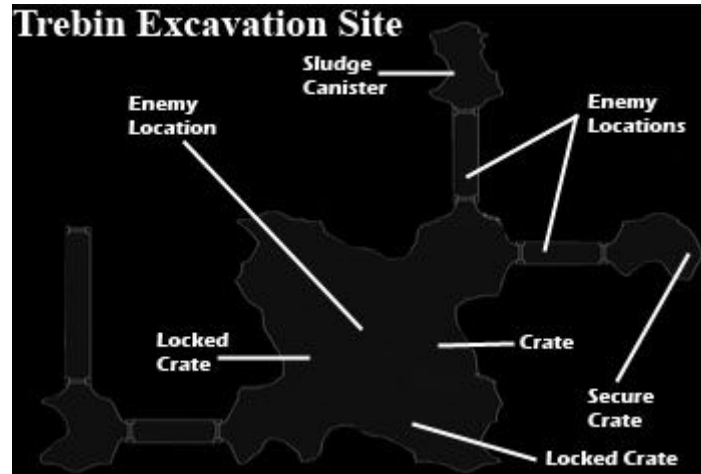 Trebin Excavation Site
Sludge
Canister
Enemy
Location
Enemy
Locations
Locked
Crate
Crate
Secure
Crate
Locked Crate